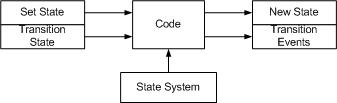 Set State
Code
New State
Transition
State
Transition
Events
State System